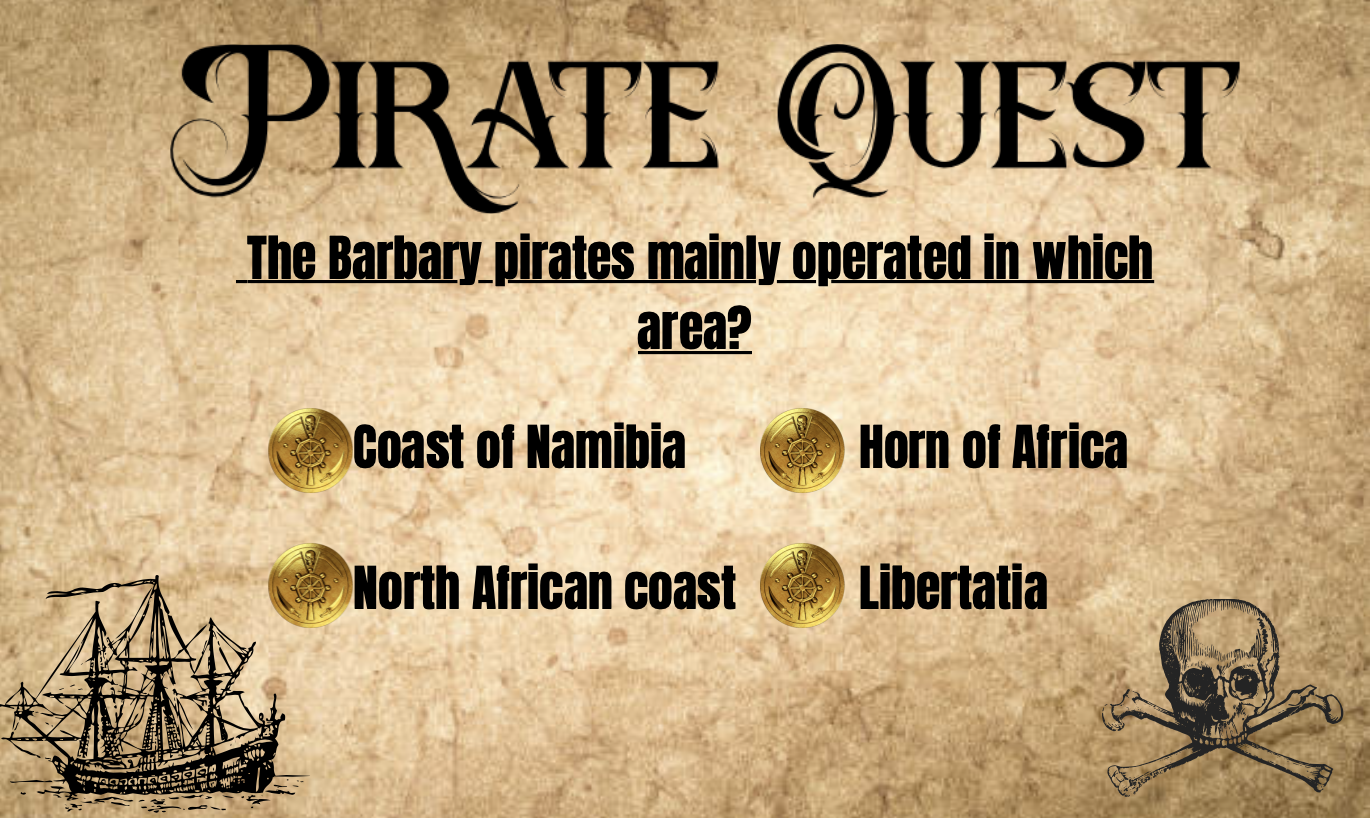 Pirate Quest
The Barbary pirates mainly operated in which
area?
Coast of Namibia
Horn of Africa
North African coast
Libertatia